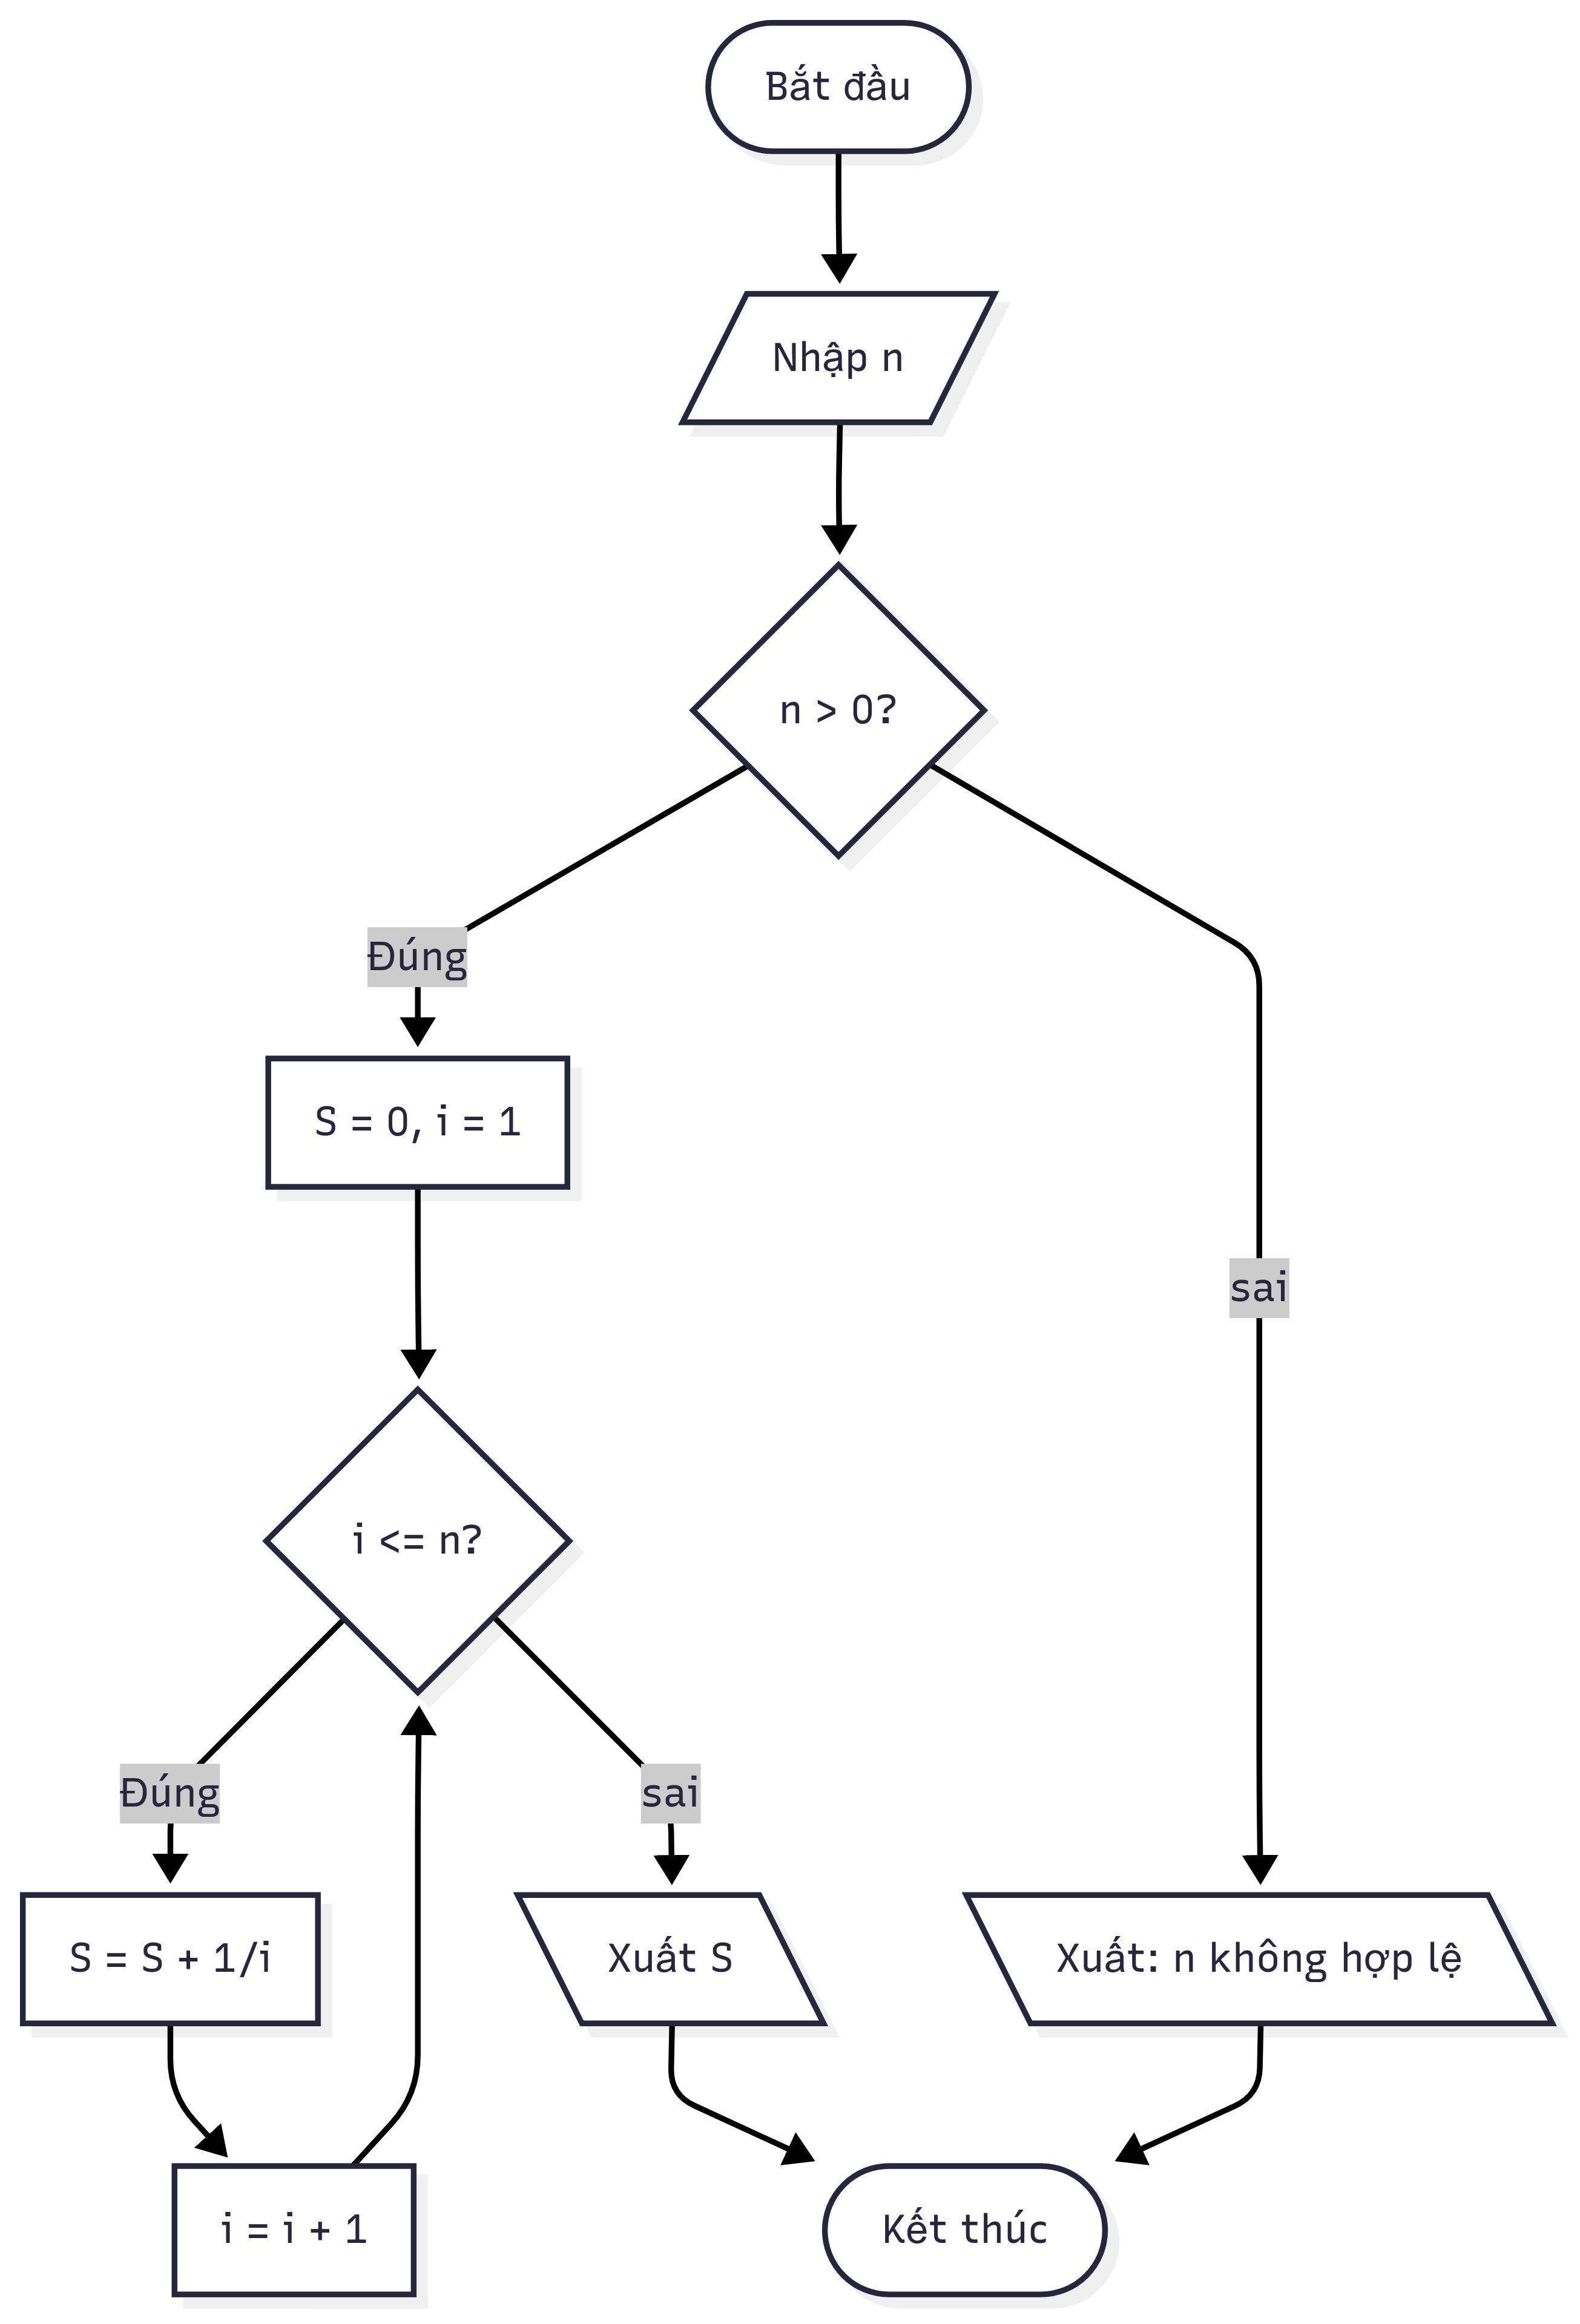 Bắt đầu
Nhập n
n > 0?
Đúng
S = 0, i = 1
sai
i <= n?
Đúng
sai
S = S + 1/i
Xuất S
Xuất: n không hợp lệ
i = i + 1
Kết thúc